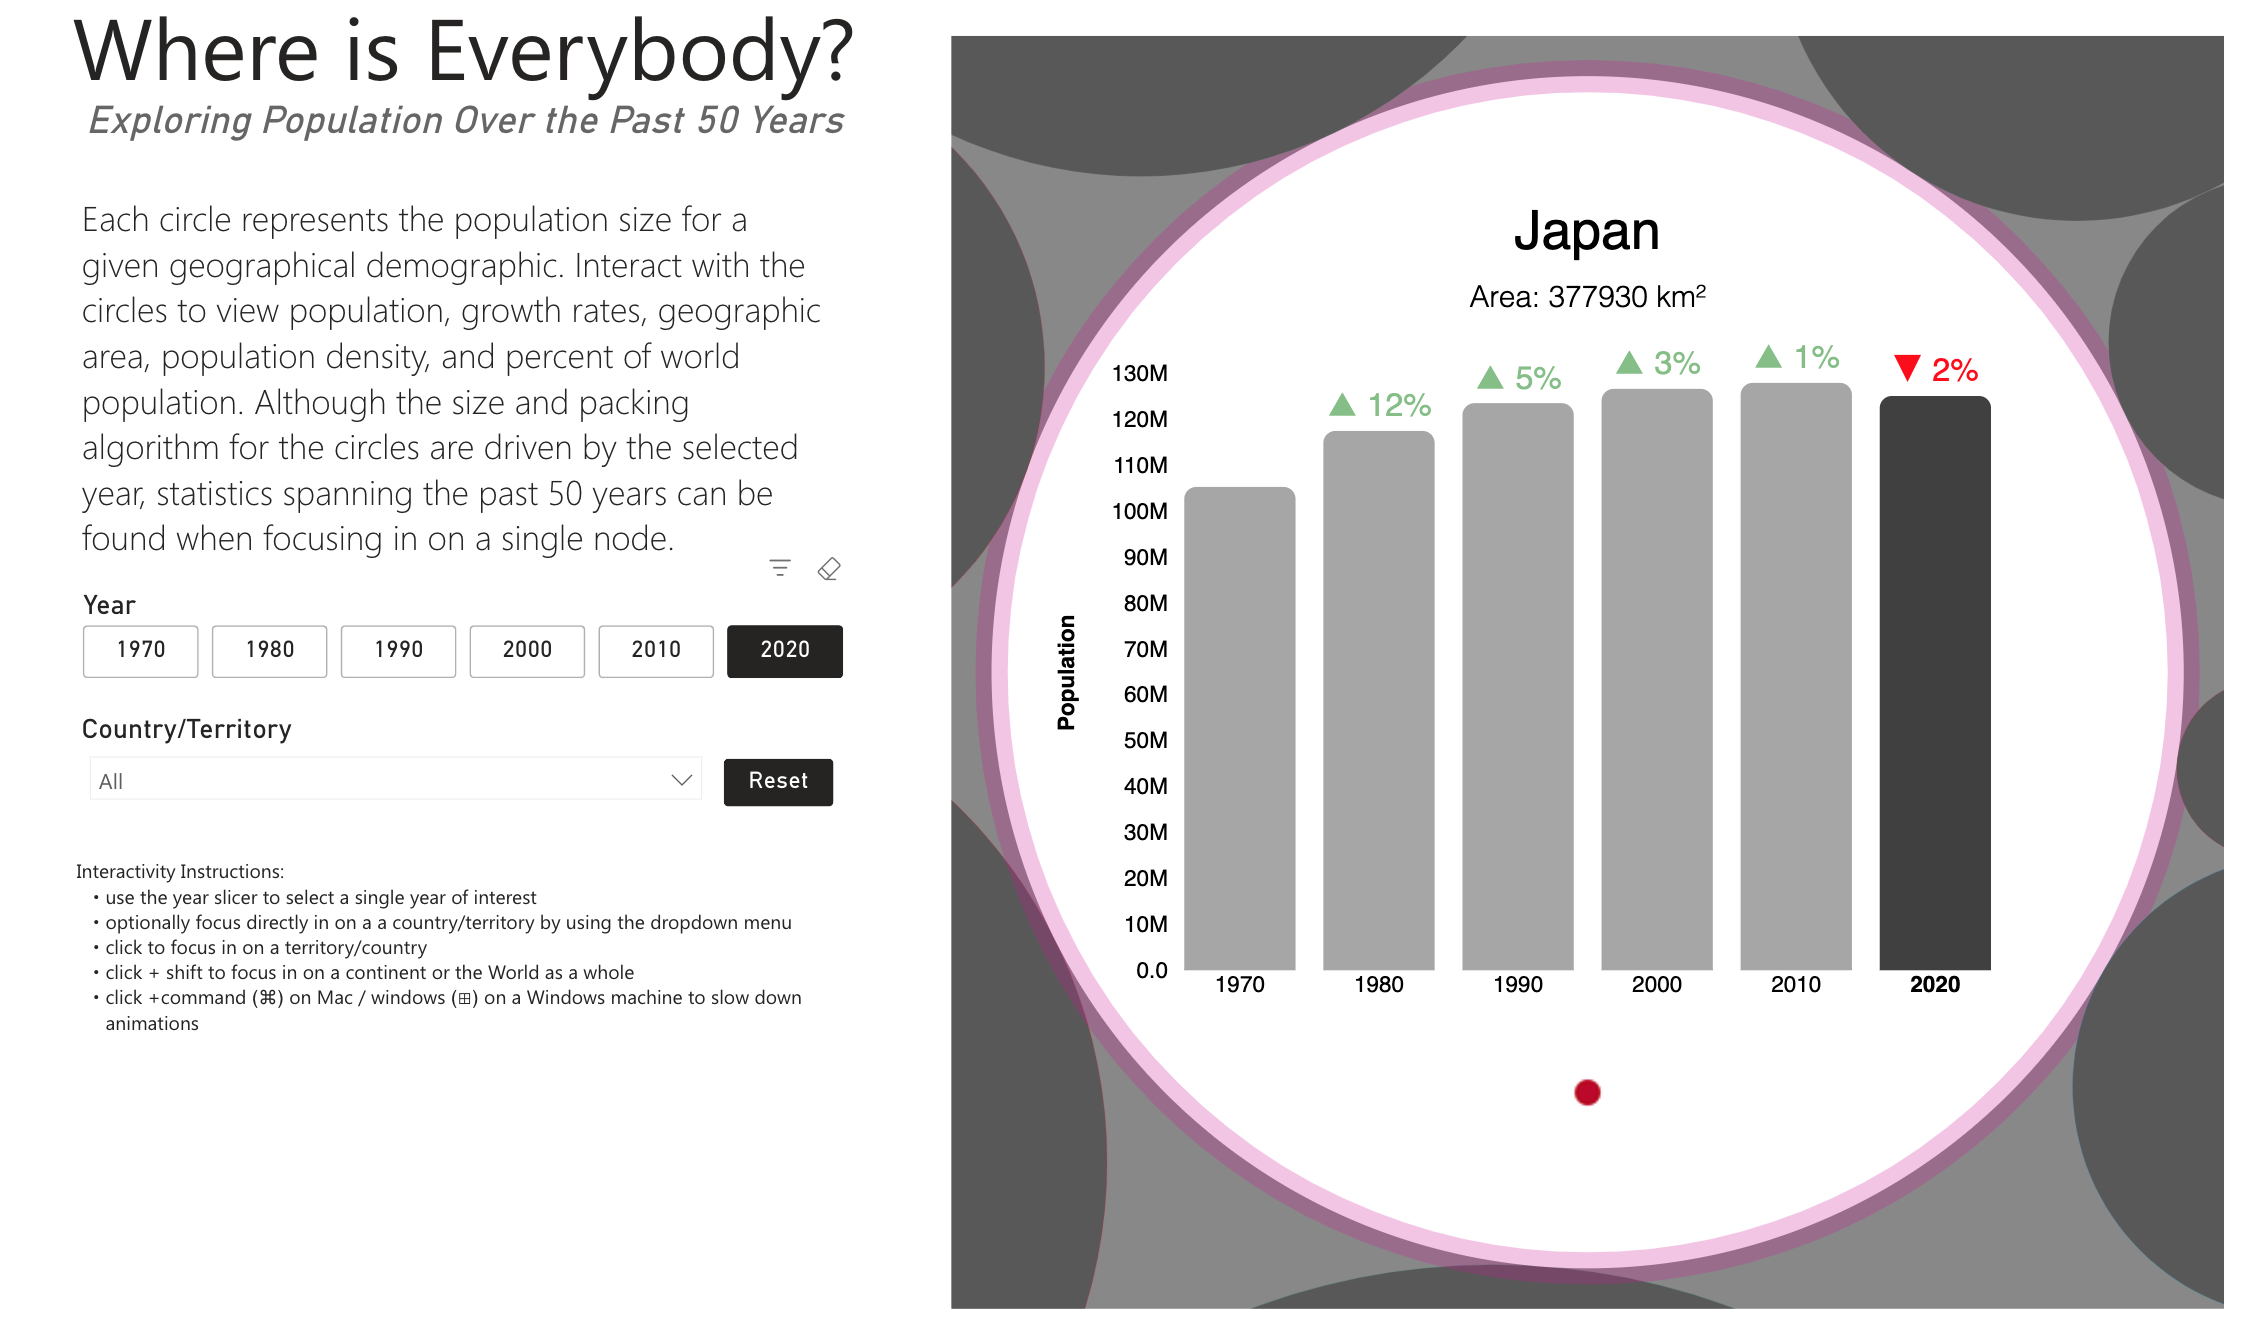 Where is Everybody?
Exploring Population Over the Past 50 Years
Each circle represents the population size for a
given geographical demographic. Interact with the
circles to view population, growth rates, geographic
area, population density, and percent of world
population. Although the size and packing
algorithm for the circles are driven by the selected
year, statistics spanning the past 50 years can be
found when focusing in on a single node.
Year
1970 1980 1990 2000 2010 2020
Country/Territory
All
Reset
Interactivity Instructions:
• use the year slicer to select a single year of interest
• optionally focus directly in on a a country/territory by using the dropdown menu
• click to focus in on a territory/country
• click + shift to focus in on a continent or the World as a whole
• click +command (⌘) on Mac / windows (⊞) on a Windows machine to slow down
animations
Japan
Area: 377930 km²
▲ 12% ▲ 5% ▲ 3% ▲ 1% ▼ 2%
Population
130M
120M
110M
100M
90M
80M
70M
60M
50M
40M
30M
20M
10M
0.0
1970 1980 1990 2000 2010 2020